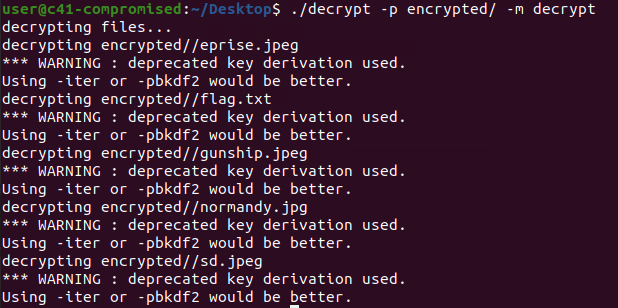 user@c41-compromised:~/Desktop$ ./decrypt -p encrypted/ -m decrypt
decrypting files...
decrypting encrypted//eprise.jpeg
*** WARNING : deprecated key derivation used.
Using -iter or -pbkdf2 would be better.
decrypting encrypted//flag.txt
*** WARNING : deprecated key derivation used.
Using -iter or -pbkdf2 would be better.
decrypting encrypted//gunship.jpeg
*** WARNING : deprecated key derivation used.
Using -iter or -pbkdf2 would be better.
decrypting encrypted//normandy.jpg
*** WARNING : deprecated key derivation used.
Using -iter or -pbkdf2 would be better.
decrypting encrypted//sd.jpeg
*** WARNING : deprecated key derivation used.
Using -iter or -pbkdf2 would be better.